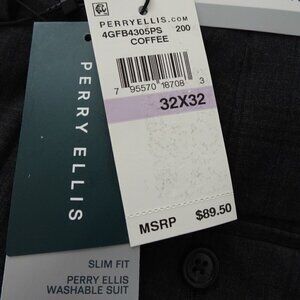 PERRYELLIS.COM
4GFB4305PS 200
COFFEE
7 95570 18708 3
32X32
MSRP $89.50
PERRY ELLIS
SLIM FIT
PERRY ELLIS
WASHABLE SUIT